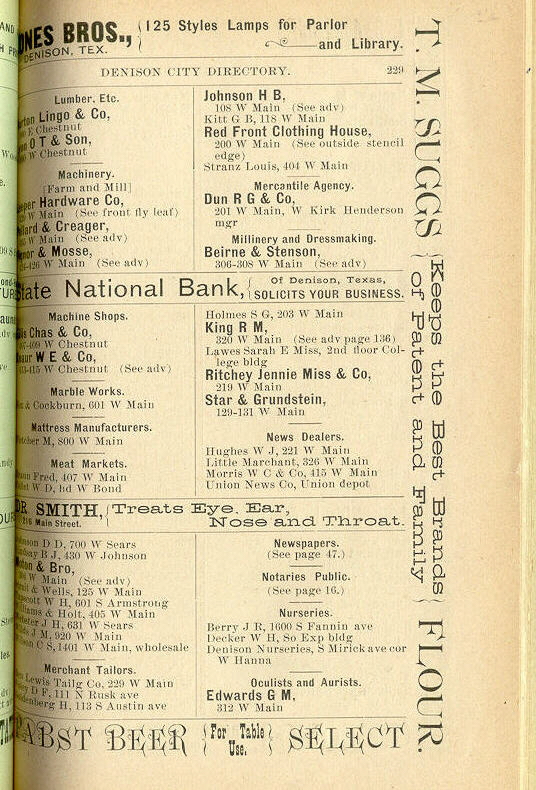 ONES BROS.,
DENISON, TEX.
125 Styles Lamps for Parlor
and Library.
DENISON CITY DIRECTORY. 229
Lumber, Etc.
Lingo & Co,
E Chestnut
O T & Son,
W Chestnut
Machinery.
[Farm and Mill]
Hardware Co,
W Main (See front fly leaf)
& Creager,
W Main (See adv)
& Mosse,
W Main (See adv)
Johnson H B,
108 W Main (See adv)
Kitt G B, 118 W Main
Red Front Clothing House,
200 W Main (See outside stencil
edge)
Stranz Louis, 404 W Main
Mercantile Agency.
Dun R G & Co,
201 W Main, W Kirk Henderson
mgr
Millinery and Dressmaking.
Beirne & Stenson,
306-308 W Main (See adv)
State National Bank,
Of Denison, Texas,
SOLICITS YOUR BUSINESS.
Machine Shops.
Chas & Co,
W Chestnut
W E & Co,
W Chestnut (See adv)
Marble Works.
& Cockburn, 601 W Main
Mattress Manufacturers.
M, 800 W Main
Meat Markets.
Fred, 407 W Main
W D, hd W Bond
Holmes S G, 203 W Main
King R M,
320 W Main (See adv page 136)
Lawes Sarah E Miss, 2nd floor Col-
lege bldg
Ritchey Jennie Miss & Co,
219 W Main
Star & Grundstein,
129-131 W Main
News Dealers.
Hughes W J, 221 W Main
Little Marchant, 326 W Main
Morris W C & Co, 415 W Main
Union News Co, Union depot
DR. SMITH,
216 Main Street.
Treats Eye, Ear,
Nose and Throat.
D D, 700 W Sears
B J, 430 W Johnson
& Bro,
W Main (See adv)
& Wells, 125 W Main
W H, 601 S Armstrong
& Holt, 405 W Main
J H, 631 W Sears
J M, 920 W Main
C S, 1401 W Main, wholesale
Merchant Tailors.
Lewis Tailg Co, 229 W Main
D F, 111 N Rusk ave
H, 113 S Austin ave
Newspapers.
(See page 47.)
Notaries Public.
(See page 16.)
Nurseries.
Berry J R, 1600 S Fannin ave
Decker W H, So Exp bldg
Denison Nurseries, S Mirick ave cor
W Hanna
Oculists and Aurists.
Edwards G M,
312 W Main
PABST BEER
For Table
Use.
SELECT
T. M. SUGGS
Keeps the Best Brands
of Patent and Family
FLOUR.